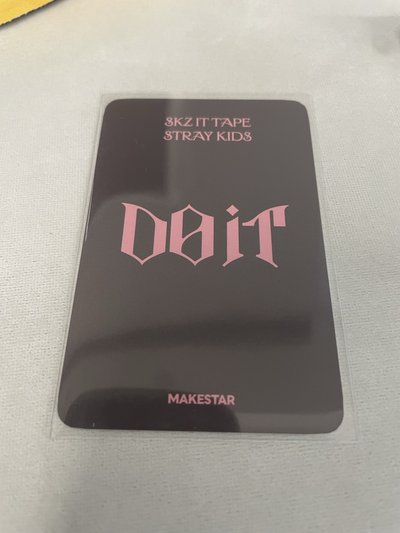 SKZ IT TAPE
STRAY KIDS
DO iT
MAKESTAR